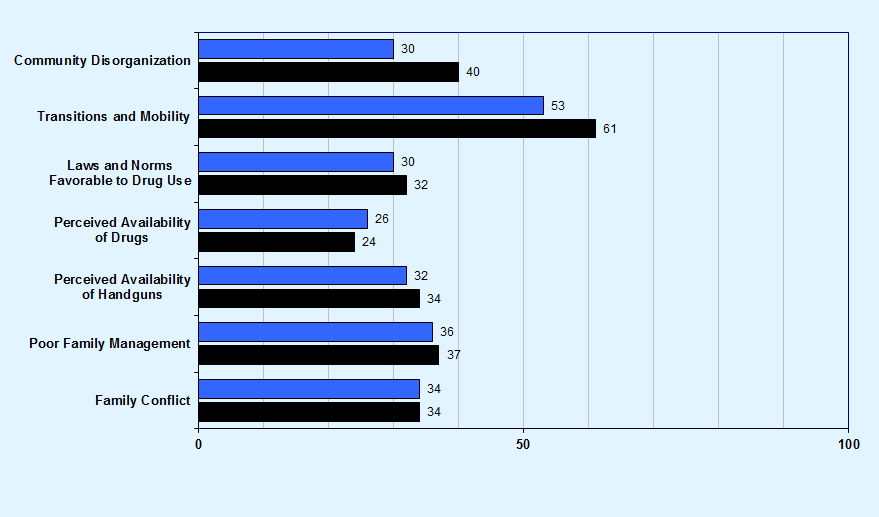 Community Disorganization
30
40
Transitions and Mobility
53
61
Laws and Norms
Favorable to Drug Use
30
32
Perceived Availability
of Drugs
26
24
Perceived Availability
of Handguns
32
34
Poor Family Management
36
37
Family Conflict
34
34
0 50 100